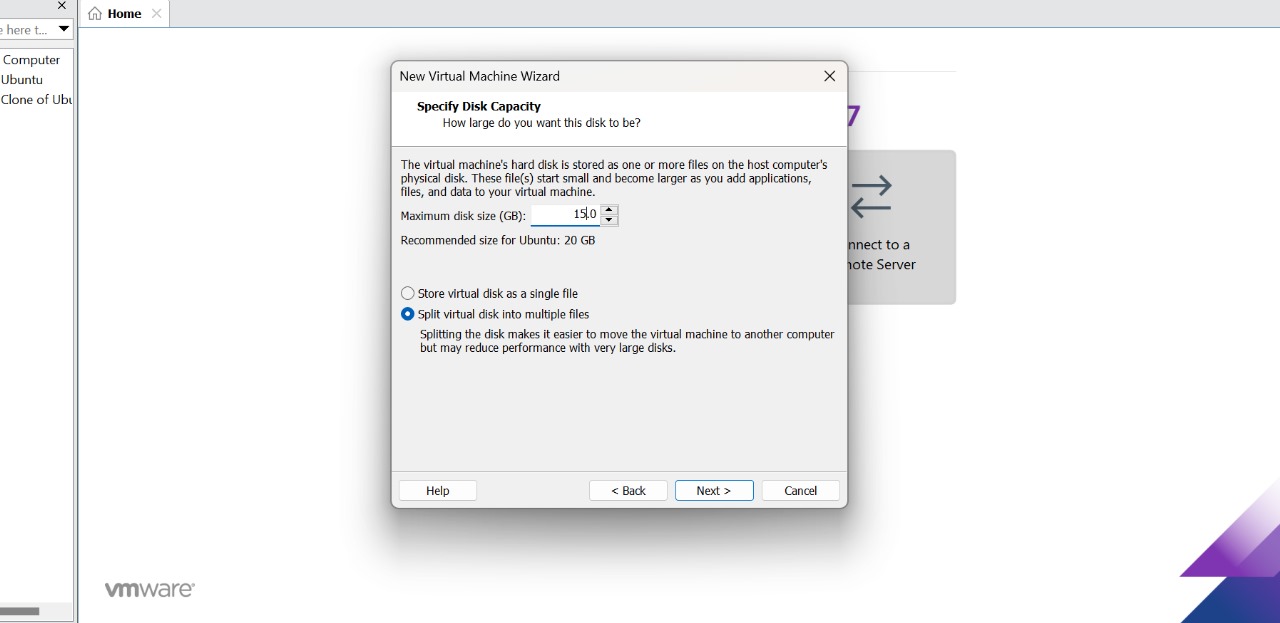 Home
here t...
Computer
Ubuntu
Clone of Ubu
New Virtual Machine Wizard
Specify Disk Capacity
How large do you want this disk to be?
The virtual machine's hard disk is stored as one or more files on the host computer's
physical disk. These file(s) start small and become larger as you add applications,
files, and data to your virtual machine.
Maximum disk size (GB): 15.0
Recommended size for Ubuntu: 20 GB
Store virtual disk as a single file
Split virtual disk into multiple files
Splitting the disk makes it easier to move the virtual machine to another computer
but may reduce performance with very large disks.
Help < Back Next > Cancel
7
nnect to a
note Server
vmware®